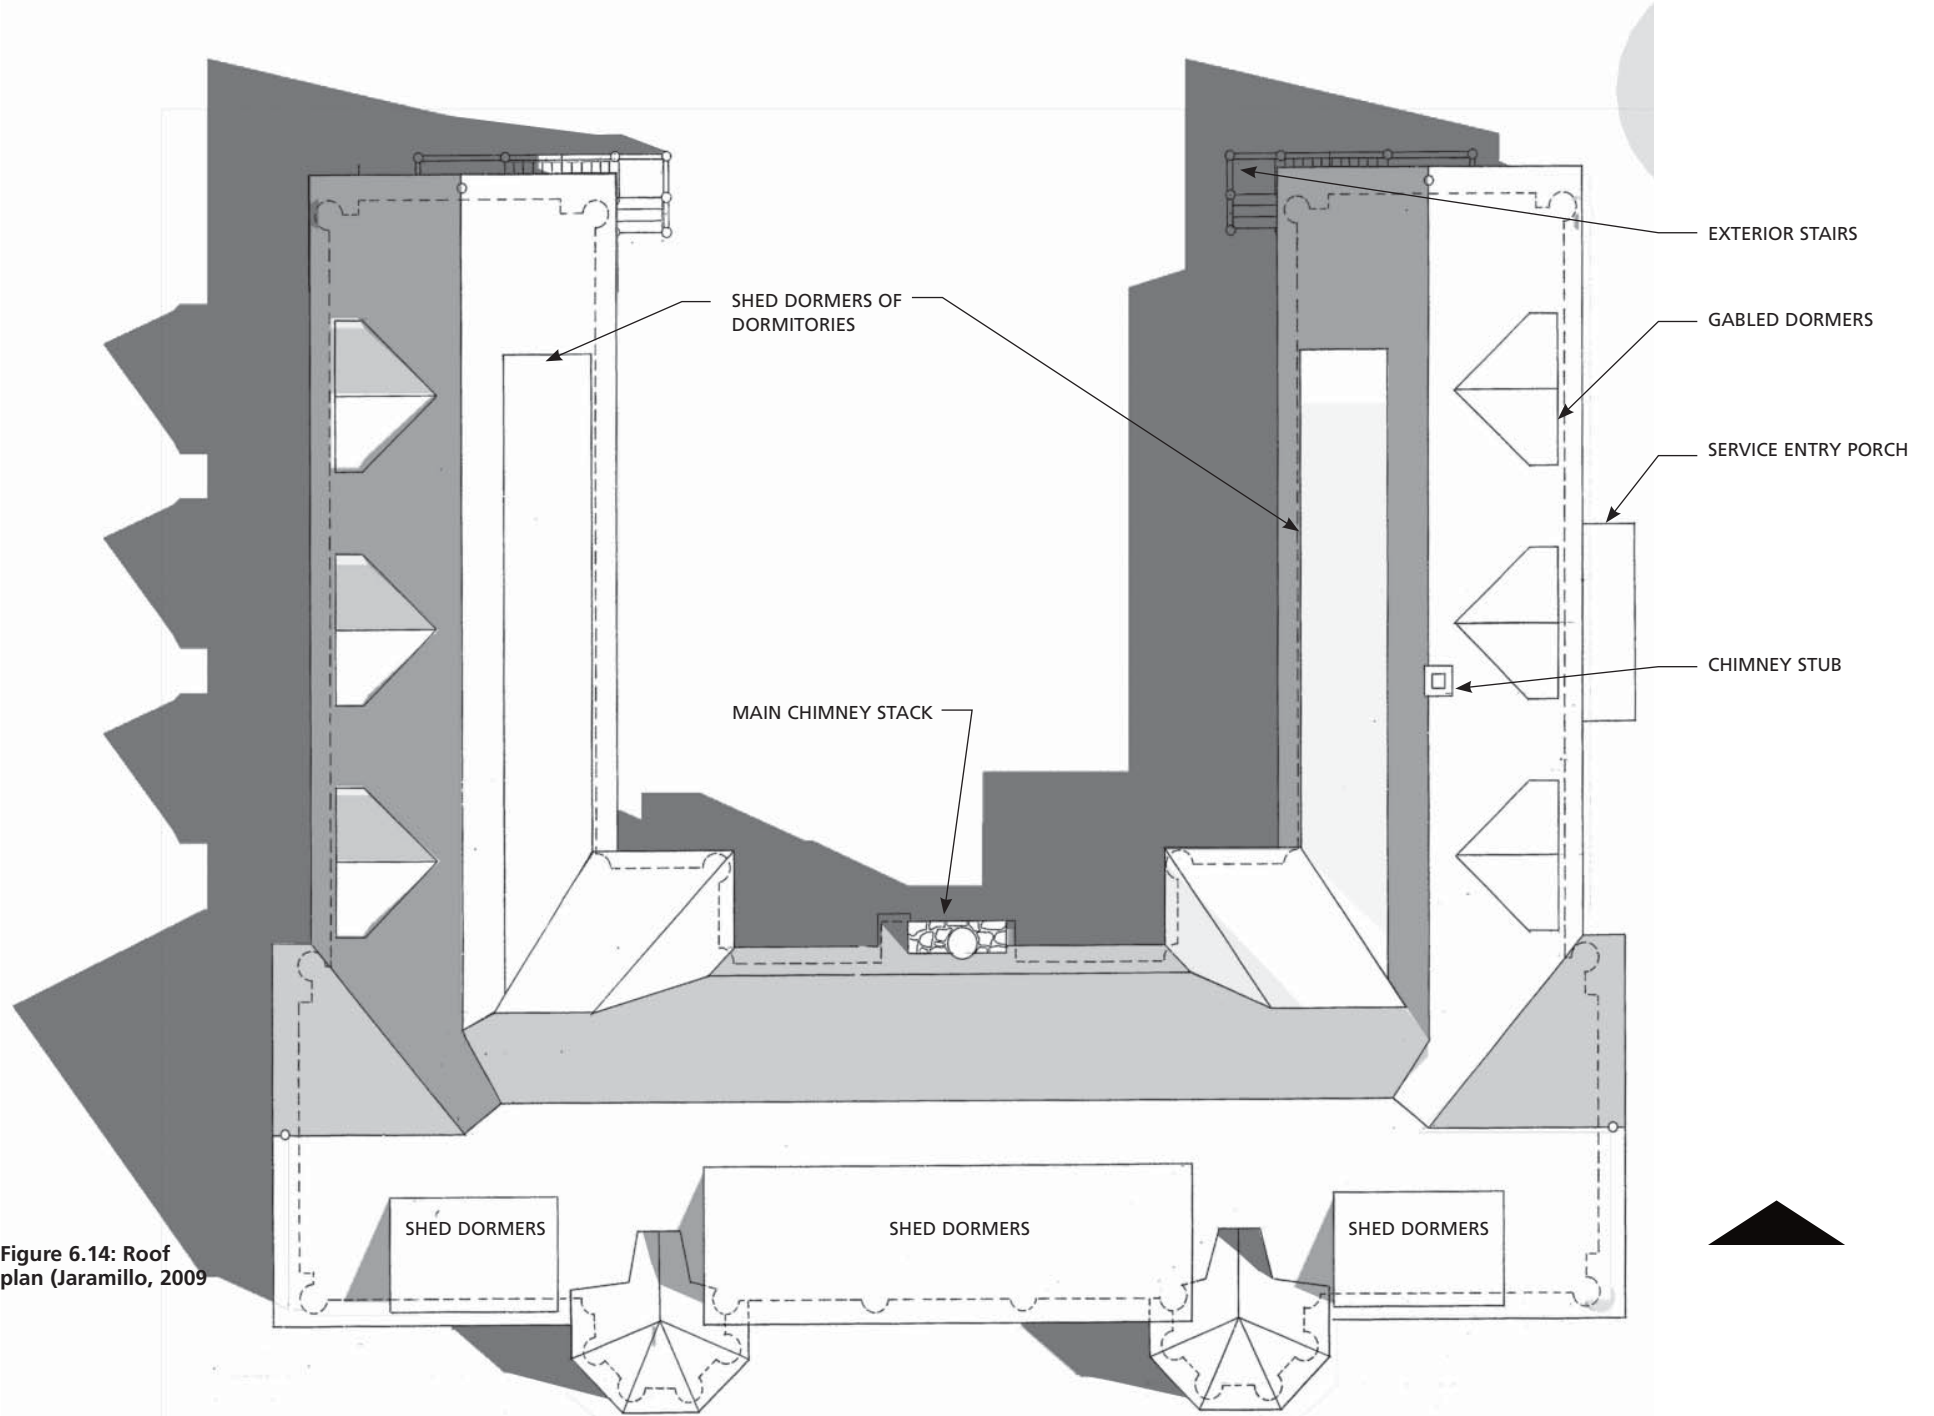 EXTERIOR STAIRS
SHED DORMERS OF
DORMITORIES
GABLED DORMERS
SERVICE ENTRY PORCH
CHIMNEY STUB
MAIN CHIMNEY STACK
SHED DORMERS
SHED DORMERS
SHED DORMERS
Figure 6.14: Roof
plan (Jaramillo, 2009